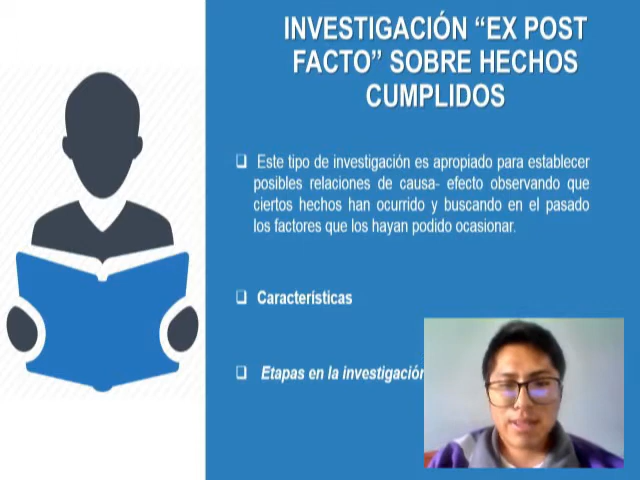 INVESTIGACIÓN “EX POST
FACTO” SOBRE HECHOS
CUMPLIDOS
❑ Este tipo de investigación es apropiado para establecer
posibles relaciones de causa- efecto observando que
ciertos hechos han ocurrido y buscando en el pasado
los factores que los hayan podido ocasionar.
❑ Características
❑ Etapas en la investigación